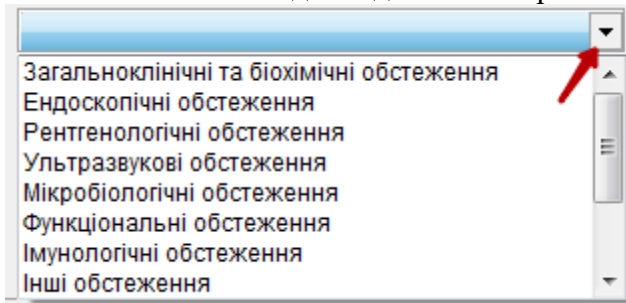 Загальноклінічні та біохімічні обстеження
Ендоскопічні обстеження
Рентгенологічні обстеження
Ультразвукові обстеження
Мікробіологічні обстеження
Функціональні обстеження
Імунологічні обстеження
Інші обстеження